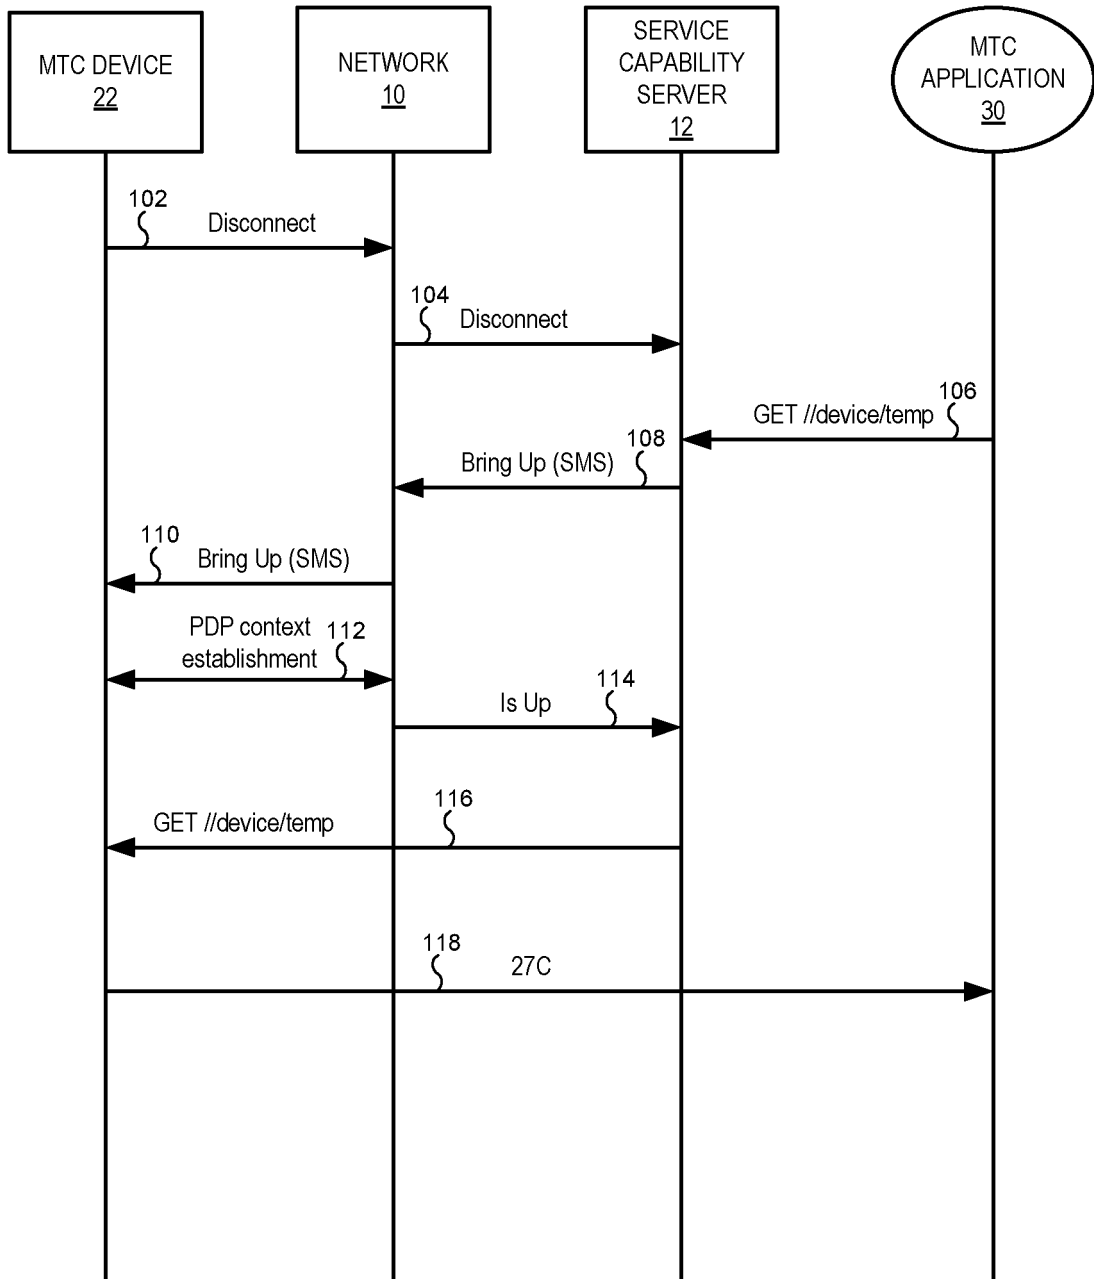 MTC DEVICE
22
NETWORK
10
SERVICE
CAPABILITY
SERVER
12
MTC
APPLICATION
30
102
Disconnect
104
Disconnect
106
GET //device/temp
108
Bring Up (SMS)
110
Bring Up (SMS)
PDP context
establishment
112
114
Is Up
116
GET //device/temp
118
27C